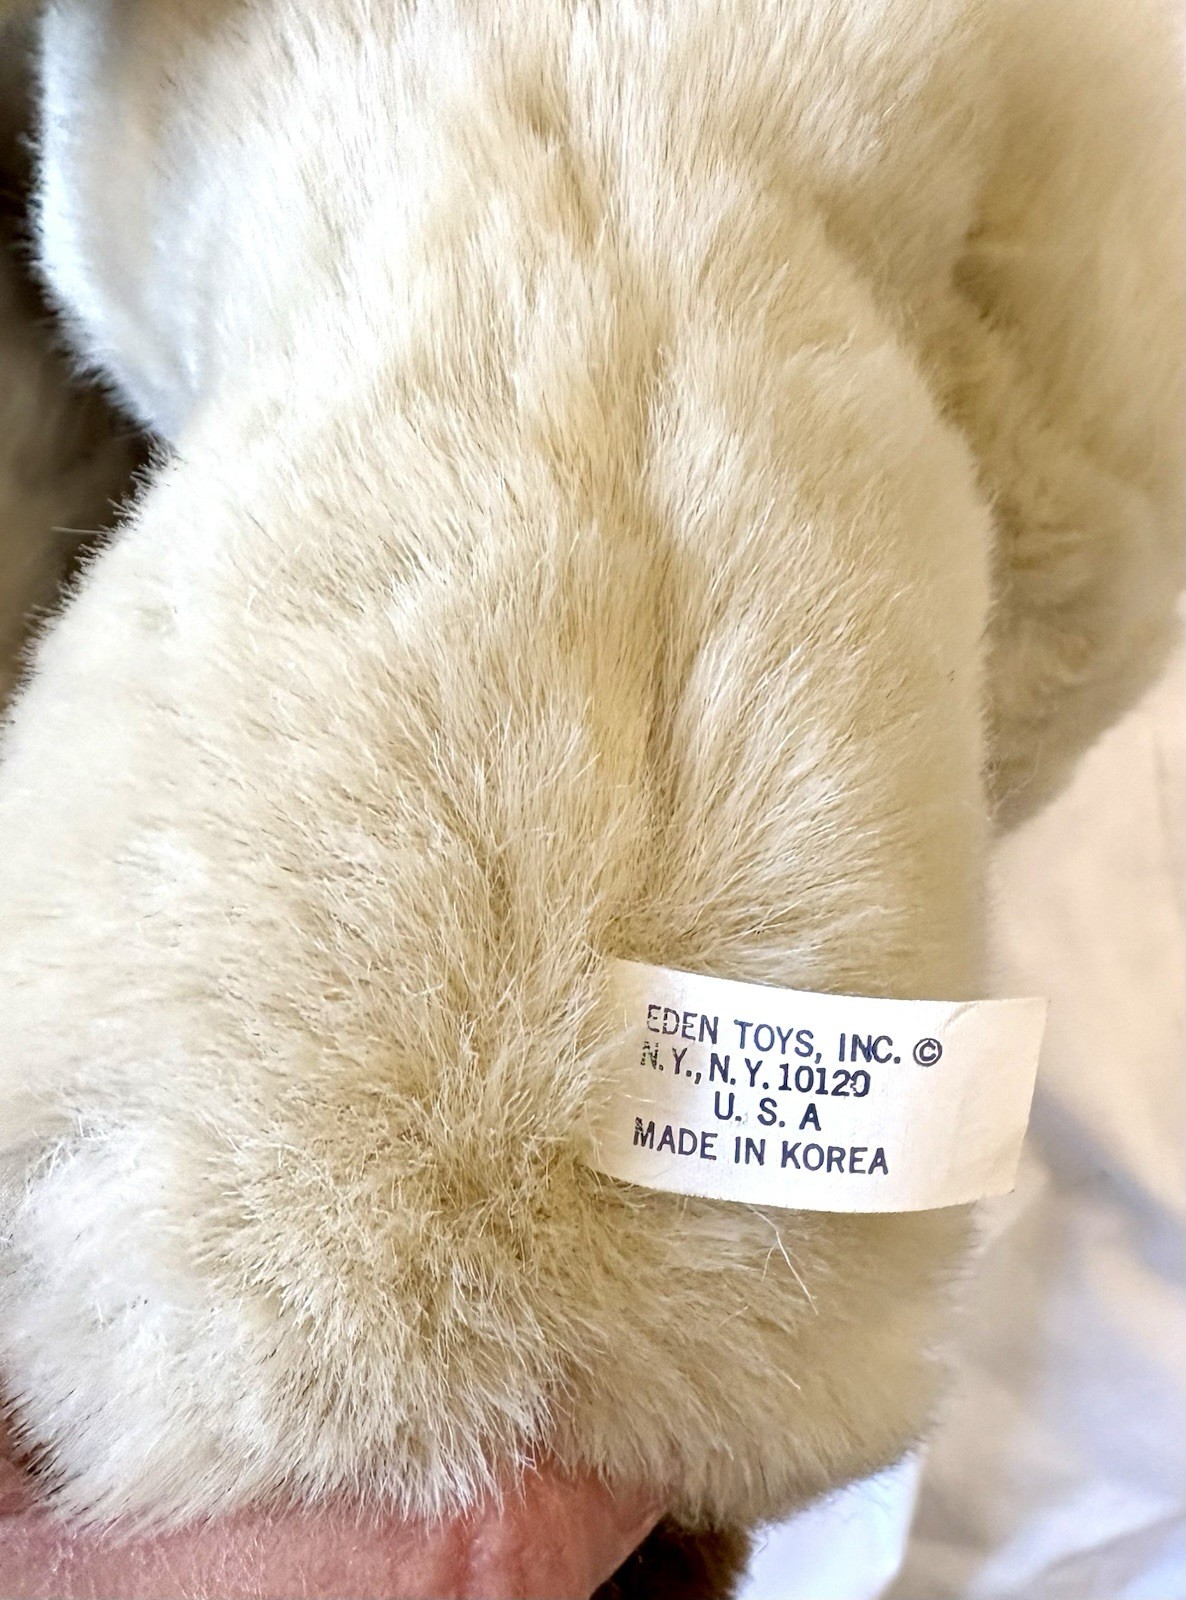 EDEN TOYS, INC. ©
N.Y., N.Y. 10120
U. S. A
MADE IN KOREA